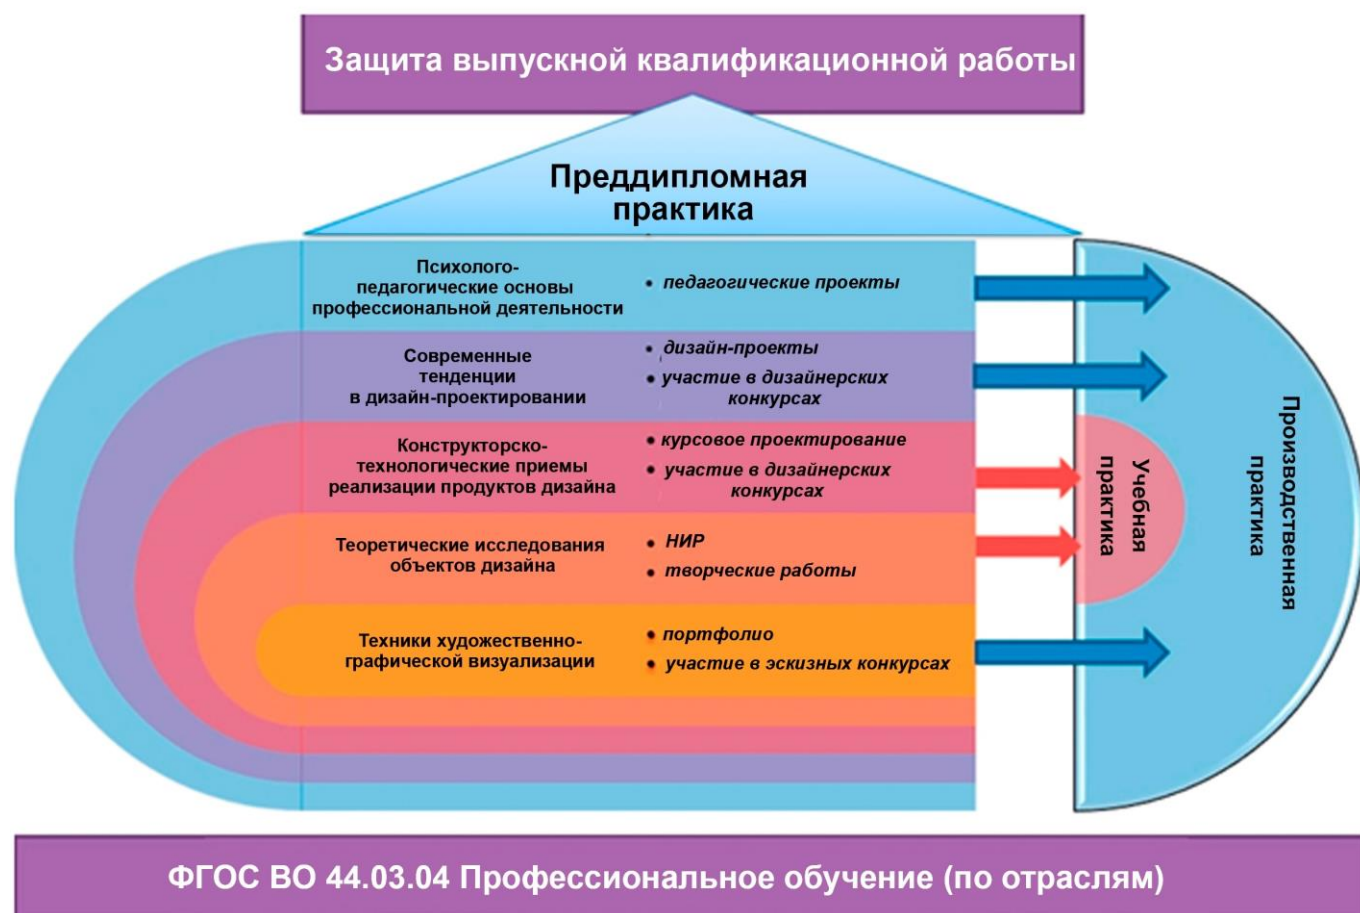 Защита выпускной квалификационной работы
Преддипломная
практика
Психолого-
педагогические основы
профессиональной деятельности
• педагогические проекты
Современные
тенденции
в дизайн-проектировании
• дизайн-проекты
• участие в дизайнерских
конкурсах
Конструкторско-
технологические приемы
реализации продуктов дизайна
• курсовое проектирование
• участие в дизайнерских
конкурсах
Теоретические исследования
объектов дизайна
• НИР
• творческие работы
Техники художественно-
графической визуализации
• портфолио
• участие в эскизных конкурсах
Учебная
практика
Производственная
практика
ФГОС ВО 44.03.04 Профессиональное обучение (по отраслям)